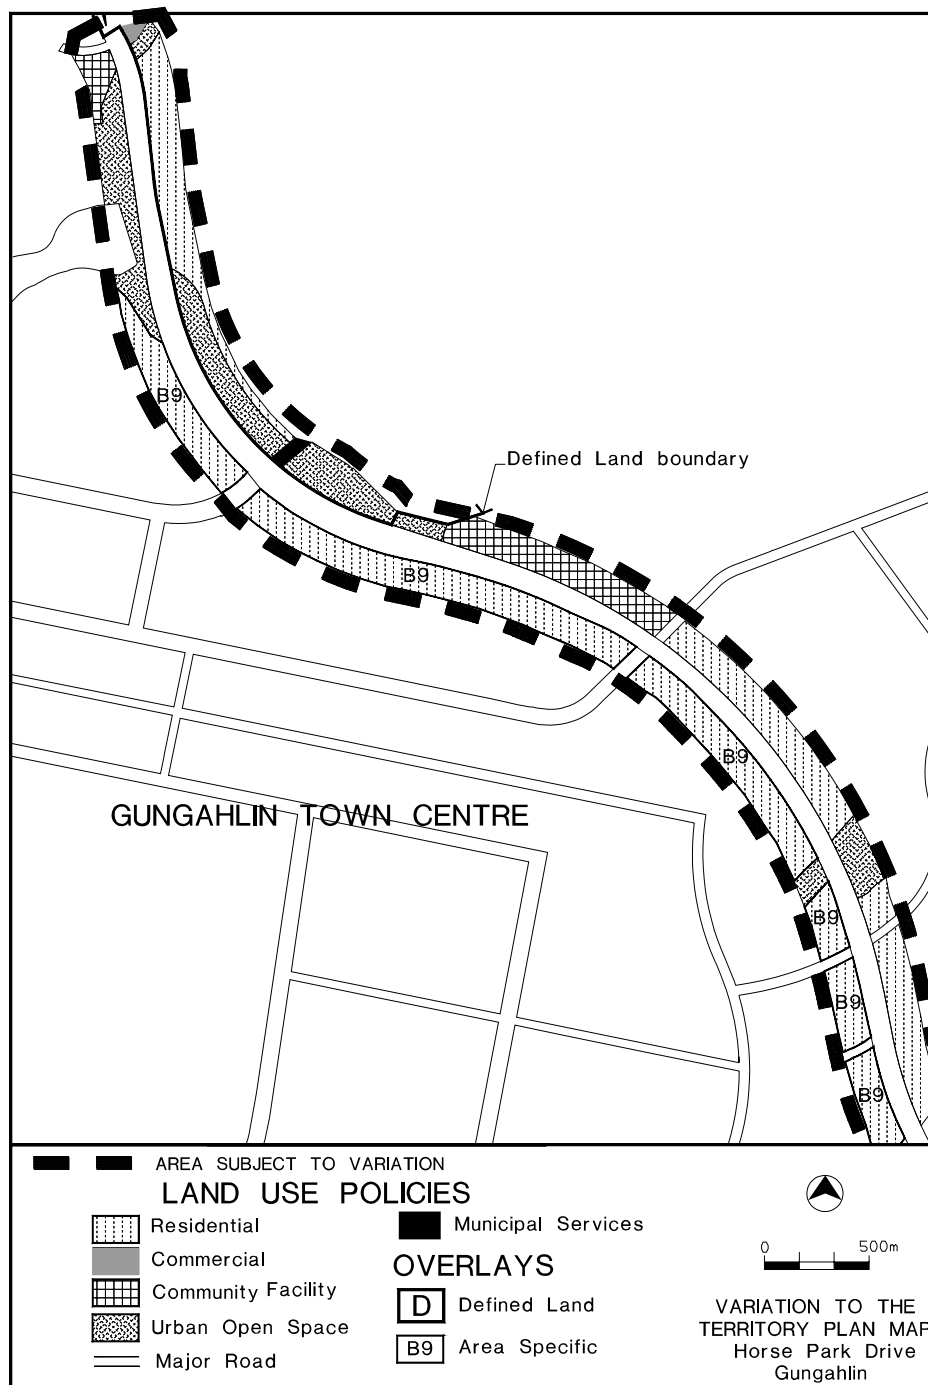 B9
Defined Land boundary
B9
B9
GUNGAHLIN TOWN CENTRE
B9
B9
B9
AREA SUBJECT TO VARIATION
LAND USE POLICIES
Residential
Commercial
Community Facility
Urban Open Space
Major Road
Municipal Services
OVERLAYS
D Defined Land
B9 Area Specific
0 500m
VARIATION TO THE
TERRITORY PLAN MAP
Horse Park Drive
Gungahlin